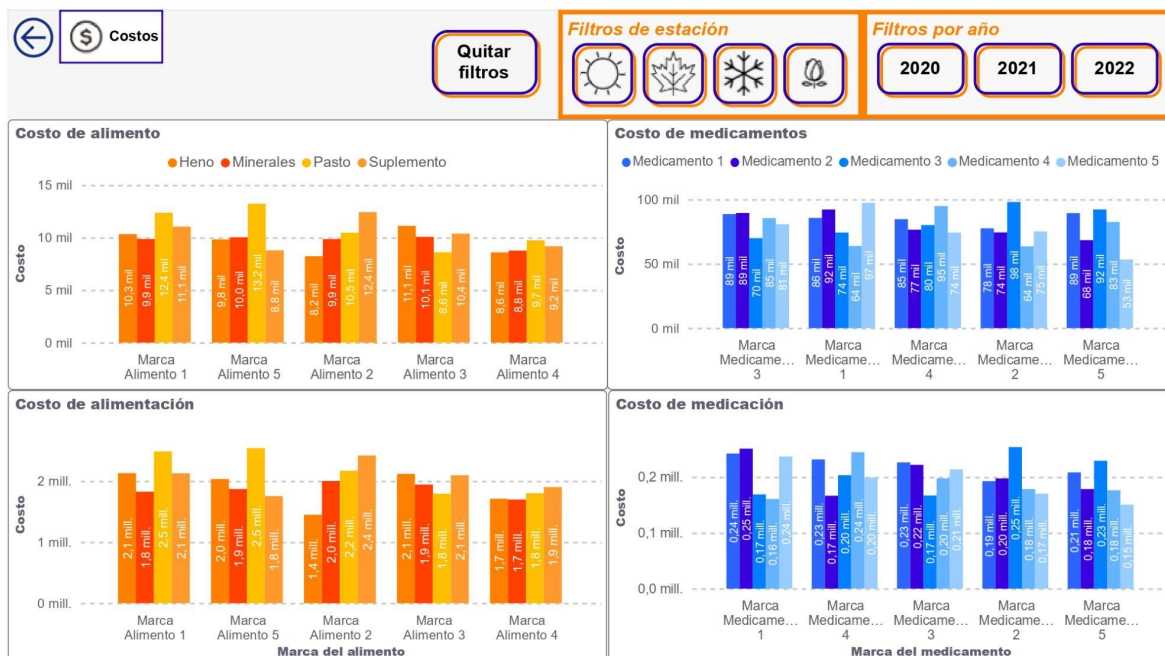 Costos
Quitar
filtros
Filtros de estación
Filtros por año
2020
2021
2022
Costo de alimento
Heno Minerales Pasto Suplemento
15 mil
10 mil
5 mil
0 mil
Costo
10,3 mil 9,9 mil 12,4 mil 11,1 mil
9,8 mil 10,0 mil 13,2 mil 8,8 mil
8,2 mil 9,9 mil 10,5 mil 12,4 mil
11,1 mil 10,1 mil 8,6 mil 10,4 mil
8,6 mil 8,8 mil 9,7 mil 9,2 mil
Marca
Alimento 1
Marca
Alimento 5
Marca
Alimento 2
Marca
Alimento 3
Marca
Alimento 4
Costo de medicamentos
Medicamento 1 Medicamento 2 Medicamento 3 Medicamento 4 Medicamento 5
100 mil
50 mil
0 mil
Costo
89 mil 89 mil 70 mil 85 mil 81 mil
86 mil 92 mil 74 mil 64 mil 97 mil
85 mil 77 mil 80 mil 95 mil 74 mil
78 mil 74 mil 98 mil 64 mil 75 mil
89 mil 68 mil 92 mil 83 mil 53 mil
Marca
Medicame…
3
Marca
Medicame…
1
Marca
Medicame…
4
Marca
Medicame…
2
Marca
Medicame…
5
Costo de alimentación
2 mill.
1 mill.
0 mill.
Costo
2,1 mill. 1,8 mill. 2,5 mill. 2,1 mill.
2,0 mill. 1,9 mill. 2,5 mill. 1,8 mill.
1,4 mill. 2,0 mill. 2,2 mill. 2,4 mill.
2,1 mill. 1,9 mill. 1,8 mill. 2,1 mill.
1,7 mill. 1,7 mill. 1,8 mill. 1,9 mill.
Marca
Alimento 1
Marca
Alimento 5
Marca
Alimento 2
Marca
Alimento 3
Marca
Alimento 4
Marca del alimento
Costo de medicación
0,2 mill.
0,1 mill.
0,0 mill.
Costo
0,24 mill. 0,25 mill. 0,17 mill. 0,16 mill. 0,24 mill.
0,23 mill. 0,17 mill. 0,20 mill. 0,24 mill. 0,20 mill.
0,23 mill. 0,22 mill. 0,17 mill. 0,20 mill. 0,21 mill.
0,19 mill. 0,20 mill. 0,25 mill. 0,18 mill. 0,17 mill.
0,21 mill. 0,18 mill. 0,23 mill. 0,18 mill. 0,15 mill.
Marca
Medicame…
1
Marca
Medicame…
4
Marca
Medicame…
3
Marca
Medicame…
2
Marca
Medicame…
5
Marca del medicamento